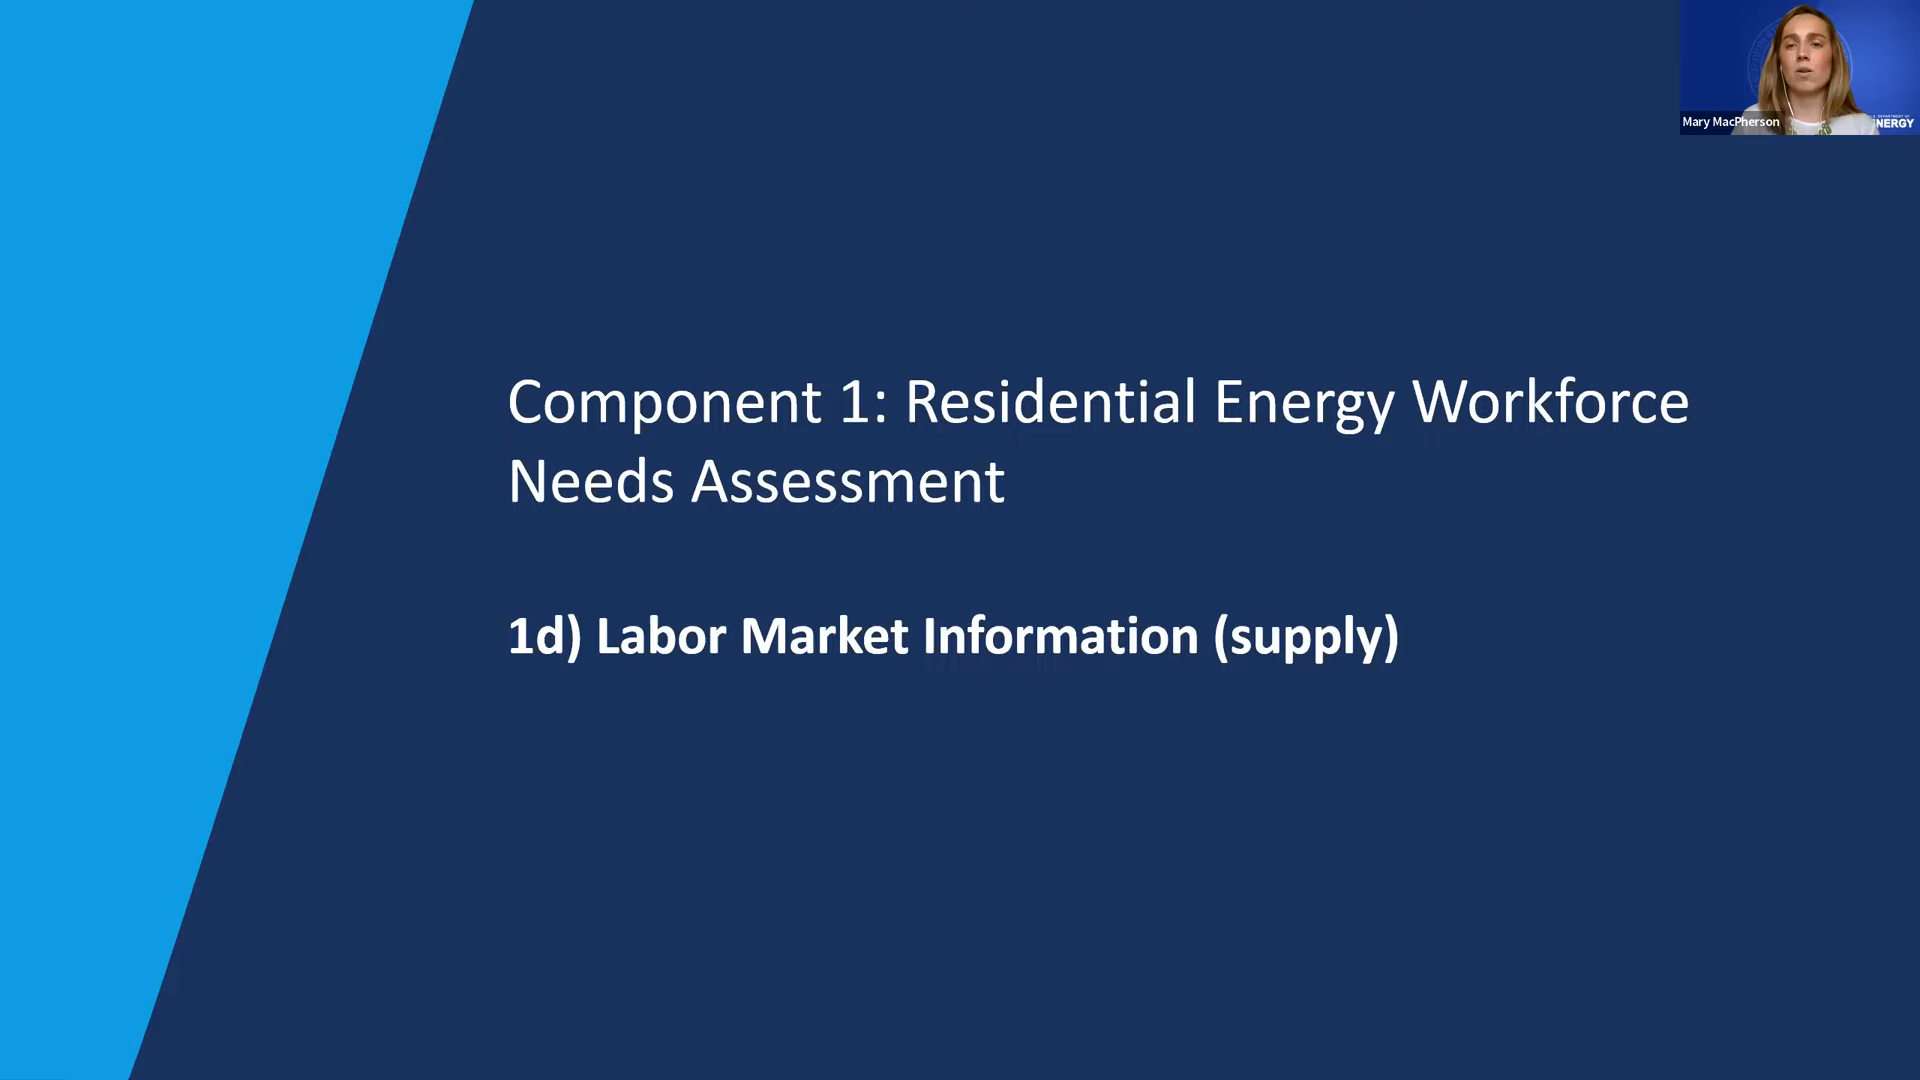 Mary MacPherson
NERGY
Component 1: Residential Energy Workforce
Needs Assessment
1d) Labor Market Information (supply)